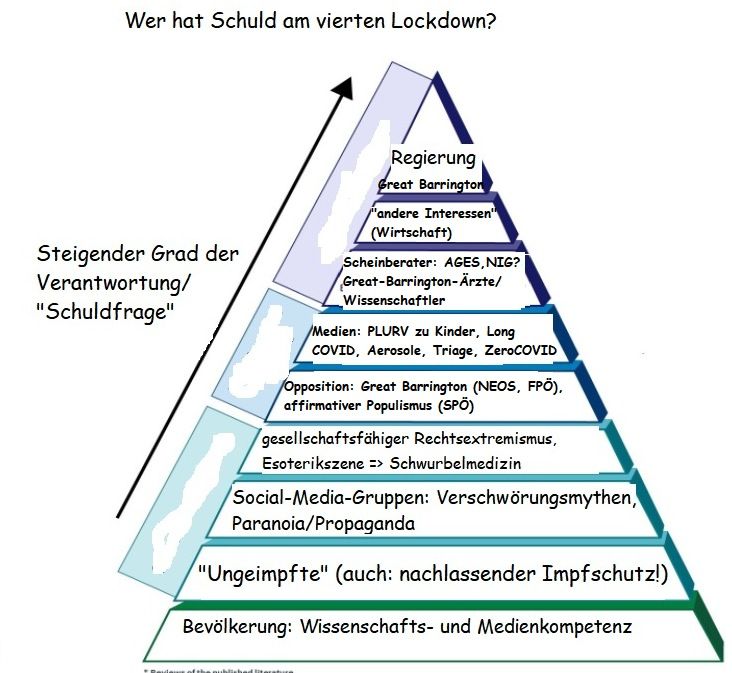 Wer hat Schuld am vierten Lockdown?
Regierung
Great Barrington
"andere Interessen"
(Wirtschaft)
Steigender Grad der
Verantwortung/
"Schuldfrage"
Scheinberater: AGES,NIG?
Great-Barrington-Ärzte/
Wissenschaftler
Medien: PLURV zu Kinder, Long
COVID, Aerosole, Triage, ZeroCOVID
Opposition: Great Barrington (NEOS, FPÖ),
affirmativer Populismus (SPÖ)
gesellschaftsfähiger Rechtsextremismus,
Esoterikszene => Schwurbelmedizin
Social-Media-Gruppen: Verschwörungsmythen,
Paranoia/Propaganda
"Ungeimpfte" (auch: nachlassender Impfschutz!)
Bevölkerung: Wissenschafts- und Medienkompetenz
* Reviews of the published literature